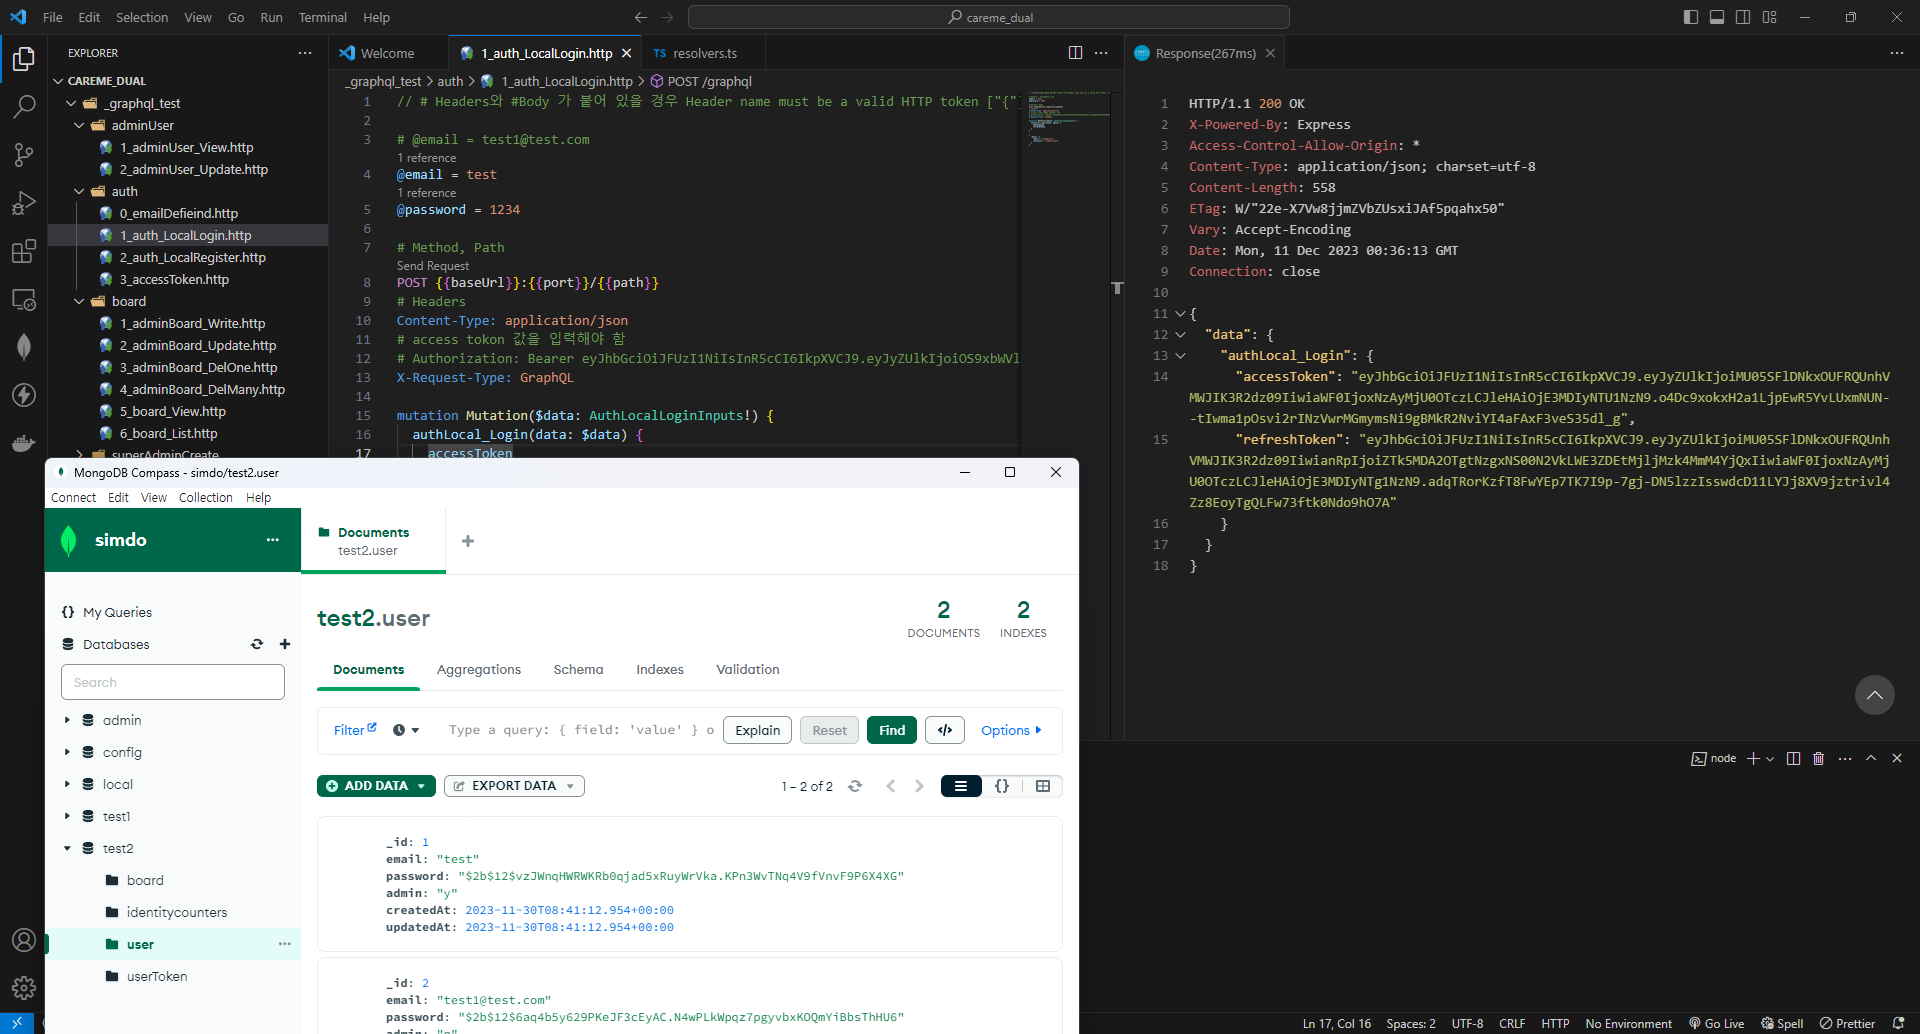 File Edit Selection View Go Run Terminal Help
careme_dual
EXPLORER
CAREME_DUAL
_graphql_test
adminUser
1_adminUser_View.http
2_adminUser_Update.http
auth
0_emailDefieind.http
1_auth_LocalLogin.http
2_auth_LocalRegister.http
3_accessToken.http
board
1_adminBoard_Write.http
2_adminBoard_Update.http
3_adminBoard_DelOne.http
4_adminBoard_DelMany.http
5_board_View.http
6_board_List.http
superAdminCreate
Welcome
1_auth_LocalLogin.http
TS resolvers.ts
_graphql_test > auth > 1_auth_LocalLogin.http > POST /graphql
1 // # Headers와 #Body 가 붙어 있을 경우 Header name must be a valid HTTP token ["{"
2
3 # @email = test1@test.com
1 reference
4 @email = test
1 reference
5 @password = 1234
6
7 # Method, Path
Send Request
8 POST {{baseUrl}}:{{port}}/{{path}}
9 # Headers
10 Content-Type: application/json
11 # access tokon 값을 입력해야 함
12 # Authorization: Bearer eyJhbGciOiJFUzI1NiIsInR5cCI6IkpXVCJ9.eyJyZUlkIjoiOS9xbWVl
13 X-Request-Type: GraphQL
14
15 mutation Mutation($data: AuthLocalLoginInputs!) {
16 authLocal_Login(data: $data) {
17 accessToken
Response(267ms)
1 HTTP/1.1 200 OK
2 X-Powered-By: Express
3 Access-Control-Allow-Origin: *
4 Content-Type: application/json; charset=utf-8
5 Content-Length: 558
6 ETag: W/"22e-X7Vw8jjmZVbZUsxiJAf5pqahx50"
7 Vary: Accept-Encoding
8 Date: Mon, 11 Dec 2023 00:36:13 GMT
9 Connection: close
10
11 {
12 "data": {
13 "authLocal_Login": {
14 "accessToken": "eyJhbGciOiJFUzI1NiIsInR5cCI6IkpXVCJ9.eyJyZUlkIjoiMU05SFlDNkxOUFRQUnhV
MWJIK3R2dz09IiwiaWF0IjoxNzAyMjU0OTczLCJleHAiOjE3MDIyNTU1NzN9.o4Dc9xokxH2a1LjpEwR5YvLUxmNUN-
-tIwma1pOsvi2rINzVwrMGmymsNi9gBMkR2NviYI4aFAxF3veS35dl_g",
15 "refreshToken": "eyJhbGciOiJFUzI1NiIsInR5cCI6IkpXVCJ9.eyJyZUlkIjoiMU05SFlDNkxOUFRQUnh
VMWJIK3R2dz09IiwianRpIjoiZTk5MDA2OTgtNzgxNS00N2VkLWE3ZDEtMjljMzk4MmM4YjQxIiwiaWF0IjoxNzAyMj
U0OTczLCJleHAiOjE3MDIyNTg1NzN9.adqTRorKzfT8FwYEp7TK7I9p-7gj-DN5lzzIsswdcD11LYJj8XV9jztrivl4
Zz8EoyTgQLFw73ftk0Ndo9hO7A"
16 }
17 }
18 }
node
MongoDB Compass - simdo/test2.user
Connect Edit View Collection Help
simdo
Documents
test2.user
My Queries
Databases
Search
admin
config
local
test1
test2
board
identitycounters
user
userToken
test2.user
2 DOCUMENTS
2 INDEXES
Documents Aggregations Schema Indexes Validation
Filter Type a query: { field: 'value' } o Explain Reset Find </> Options
ADD DATA EXPORT DATA 1 – 2 of 2 {}
_id: 1
email: "test"
password: "$2b$12$vzJWnqHWRWKRb0qjad5xRuyWrVka.KPn3WvTNq4V9fVnvF9P6X4XG"
admin: "y"
createdAt: 2023-11-30T08:41:12.954+00:00
updatedAt: 2023-11-30T08:41:12.954+00:00
_id: 2
email: "test1@test.com"
password: "$2b$12$6aq4b5y629PKeJF3cEyAC.N4wPLkWpqz7pgyvbxKOQmYiBbsThHU6"
admin: "n"
Ln 17, Col 16 Spaces: 2 UTF-8 CRLF HTTP No Environment Go Live Spell Prettier